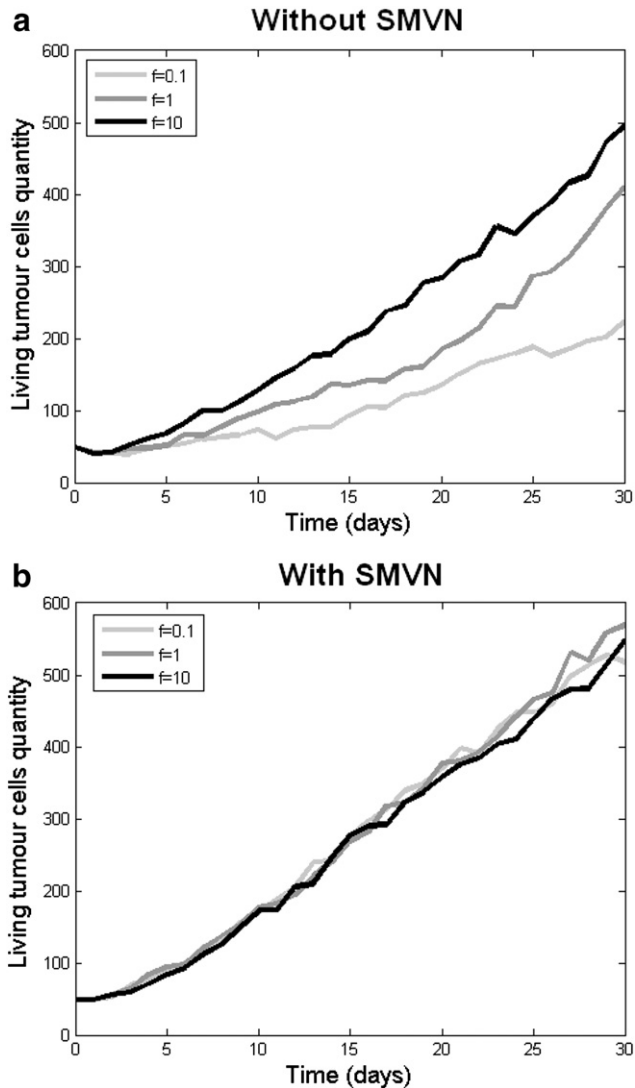 a
Without SMVN
600
500
400
300
200
100
0
f=0.1
f=1
f=10
Living tumour cells quantity
0 5 10 15 20 25 30
Time (days)
b
With SMVN
600
500
400
300
200
100
0
f=0.1
f=1
f=10
Living tumour cells quantity
0 5 10 15 20 25 30
Time (days)